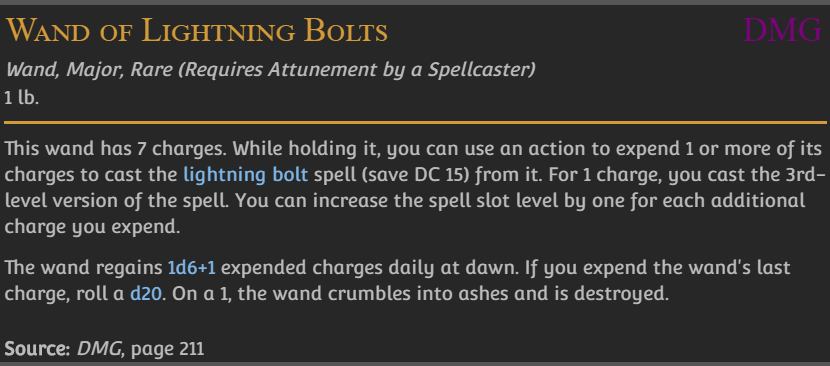 Wand of Lightning Bolts DMG
Wand, Major, Rare (Requires Attunement by a Spellcaster)
1 lb.
This wand has 7 charges. While holding it, you can use an action to expend 1 or more of its
charges to cast the lightning bolt spell (save DC 15) from it. For 1 charge, you cast the 3rd-
level version of the spell. You can increase the spell slot level by one for each additional
charge you expend.
The wand regains 1d6+1 expended charges daily at dawn. If you expend the wand's last
charge, roll a d20. On a 1, the wand crumbles into ashes and is destroyed.
Source: DMG, page 211